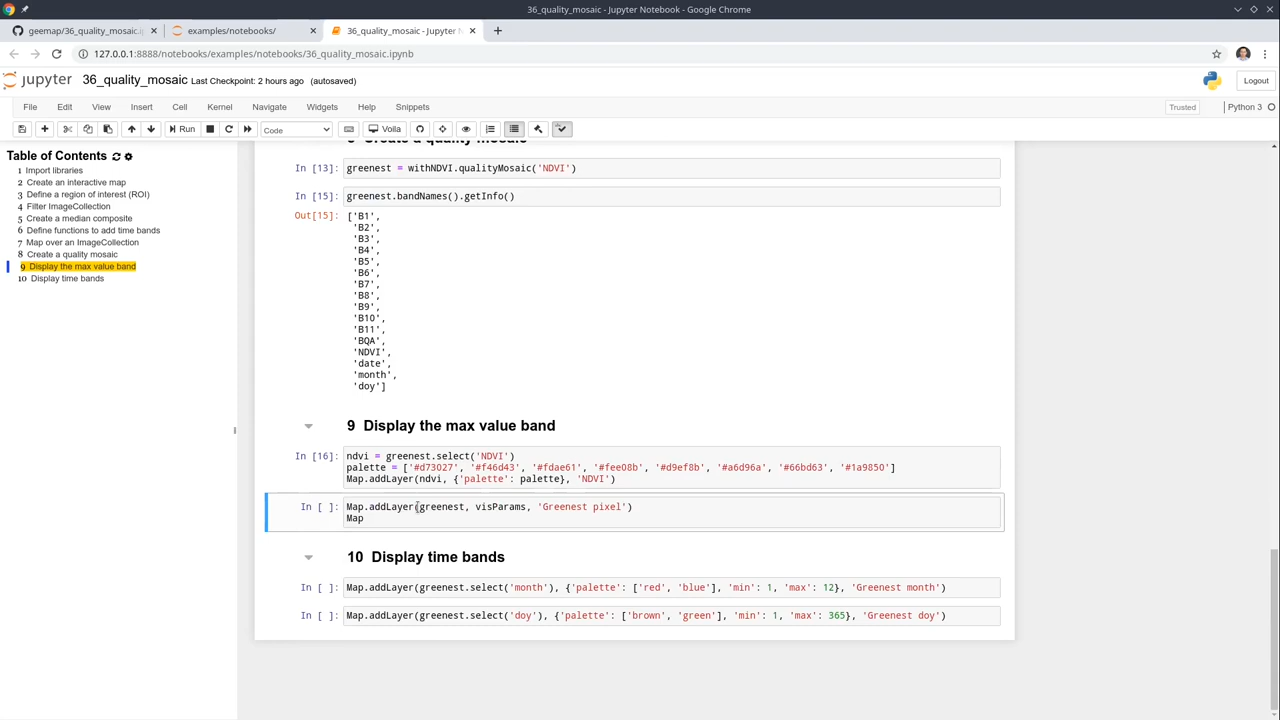 36_quality_mosaic - Jupyter Notebook - Google Chrome
geemap/36_quality_mosaic.i
examples/notebooks/
36_quality_mosaic - Jupyter N
127.0.0.1:8888/notebooks/examples/notebooks/36_quality_mosaic.ipynb
jupyter 36_quality_mosaic Last Checkpoint: 2 hours ago (autosaved)
Logout
File Edit View Insert Cell Kernel Navigate Widgets Help Snippets
Trusted
Python 3
Run
Code
Voila
Table of Contents
1 Import libraries
2 Create an interactive map
3 Define a region of interest (ROI)
4 Filter ImageCollection
5 Create a median composite
6 Define functions to add time bands
7 Map over an ImageCollection
8 Create a quality mosaic
9 Display the max value band
10 Display time bands
Create a quality mosaic
In [13]: greenest = withNDVI.qualityMosaic('NDVI')
In [15]: greenest.bandNames().getInfo()
Out[15]: ['B1',
'B2',
'B3',
'B4',
'B5',
'B6',
'B7',
'B8',
'B9',
'B10',
'B11',
'BQA',
'NDVI',
'date',
'month',
'doy']
9 Display the max value band
In [16]: ndvi = greenest.select('NDVI')
palette = ['#d73027', '#f46d43', '#fdae61', '#fee08b', '#d9ef8b', '#a6d96a', '#66bd63', '#1a9850']
Map.addLayer(ndvi, {'palette': palette}, 'NDVI')
In [ ]: Map.addLayer(greenest, visParams, 'Greenest pixel')
Map
10 Display time bands
In [ ]: Map.addLayer(greenest.select('month'), {'palette': ['red', 'blue'], 'min': 1, 'max': 12}, 'Greenest month')
In [ ]: Map.addLayer(greenest.select('doy'), {'palette': ['brown', 'green'], 'min': 1, 'max': 365}, 'Greenest doy')